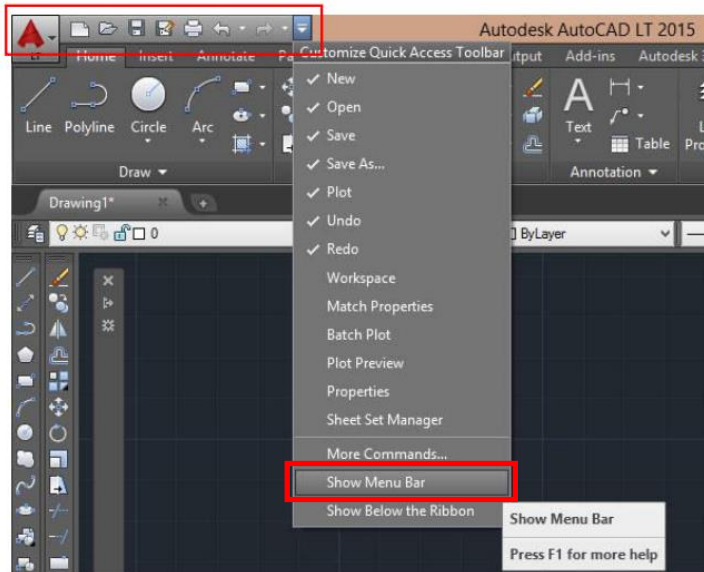 Autodesk AutoCAD LT 2015
LT
Home Insert Annotate Pa
Customize Quick Access Toolbar
utput Add-ins Autodesk
Line Polyline Circle Arc
Text
Table
Draw
Annotation
Drawing1*
0
ByLayer
New
Open
Save
Save As...
Plot
Undo
Redo
Workspace
Match Properties
Batch Plot
Plot Preview
Properties
Sheet Set Manager
More Commands...
Show Menu Bar
Show Below the Ribbon
Show Menu Bar
Press F1 for more help